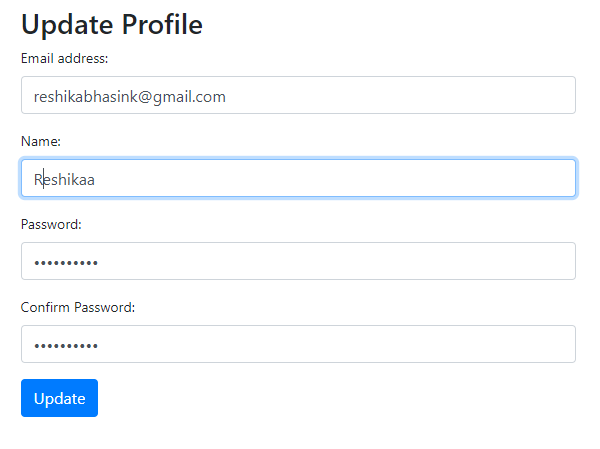 Update Profile
Email address:
reshikabhasink@gmail.com
Name:
Reshikaa
Password:
••••••••••
Confirm Password:
••••••••••
Update